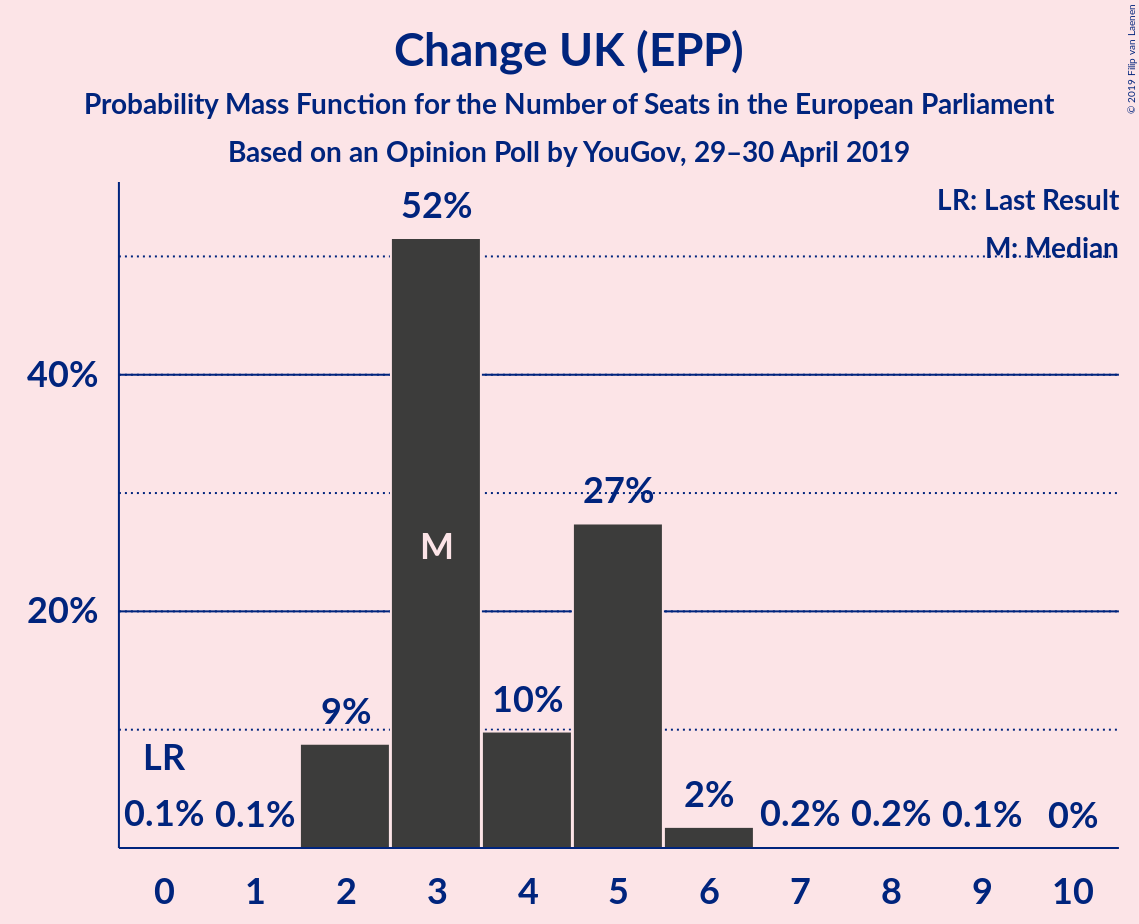 Change UK (EPP)
Probability Mass Function for the Number of Seats in the European Parliament
Based on an Opinion Poll by YouGov, 29–30 April 2019
© 2019 Filip van Laenen
LR: Last Result
M: Median
52%
40%
27%
M
20%
10%
9%
LR
2%
0.1% 0.1% 0.2% 0.2% 0.1% 0%
0 1 2 3 4 5 6 7 8 9 10